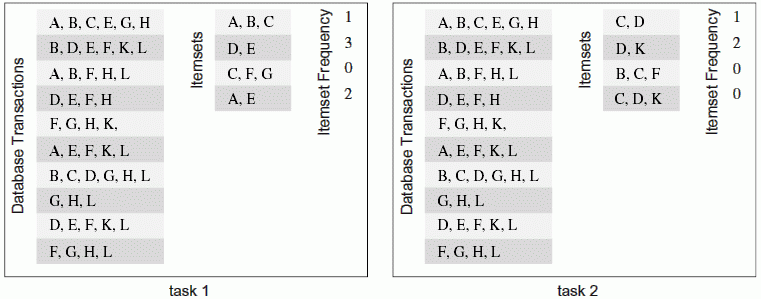 Database Transactions
A, B, C, E, G, H
B, D, E, F, K, L
A, B, F, H, L
D, E, F, H
F, G, H, K,
A, E, F, K, L
B, C, D, G, H, L
G, H, L
D, E, F, K, L
F, G, H, L
Itemsets
A, B, C
D, E
C, F, G
A, E
Itemset Frequency
1
3
0
2
task 1
Database Transactions
A, B, C, E, G, H
B, D, E, F, K, L
A, B, F, H, L
D, E, F, H
F, G, H, K,
A, E, F, K, L
B, C, D, G, H, L
G, H, L
D, E, F, K, L
F, G, H, L
Itemsets
C, D
D, K
B, C, F
C, D, K
Itemset Frequency
1
2
0
0
task 2